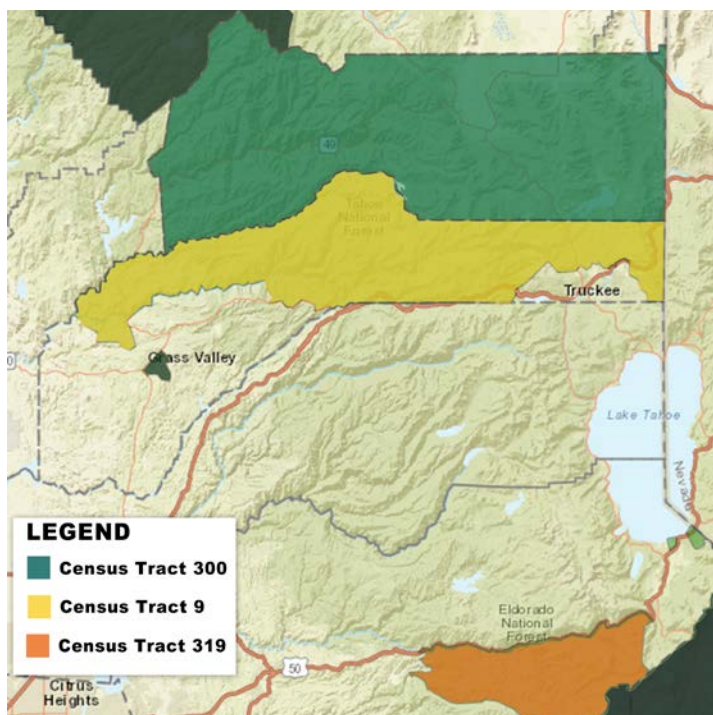 49
Tahoe
National
Forest
Truckee
Grass Valley
Lake Tahoe
Nevada
LEGEND
Census Tract 300
Census Tract 9
Census Tract 319
Eldorado
National
Forest
50
Citrus
Heights